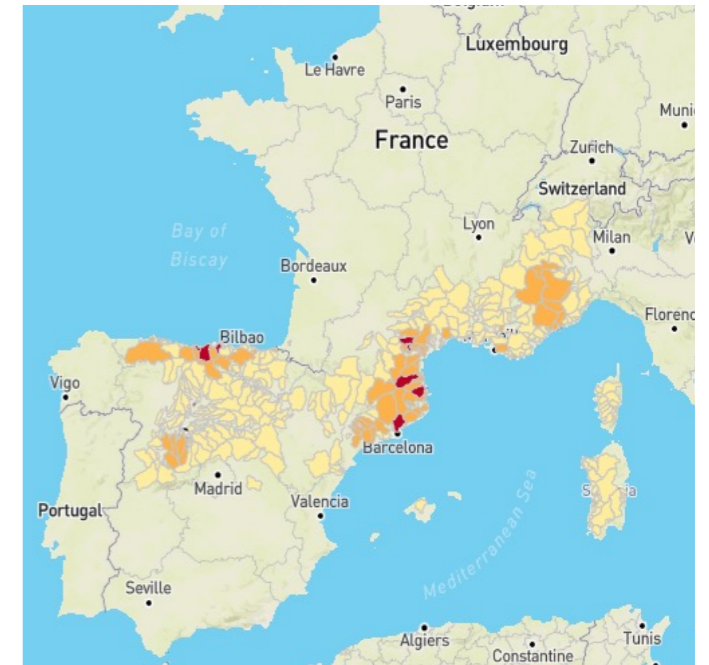 Luxembourg
Le Havre
Paris
France
Muni
Zurich
Switzerland
Bay of
Biscay
Lyon
Milan
V
Bordeaux
Florenc
Bilbao
Vigo
Barcelona
Madrid
Portugal
Valencia
Mediterranean Sea
Seville
Algiers
Tunis
Constantine